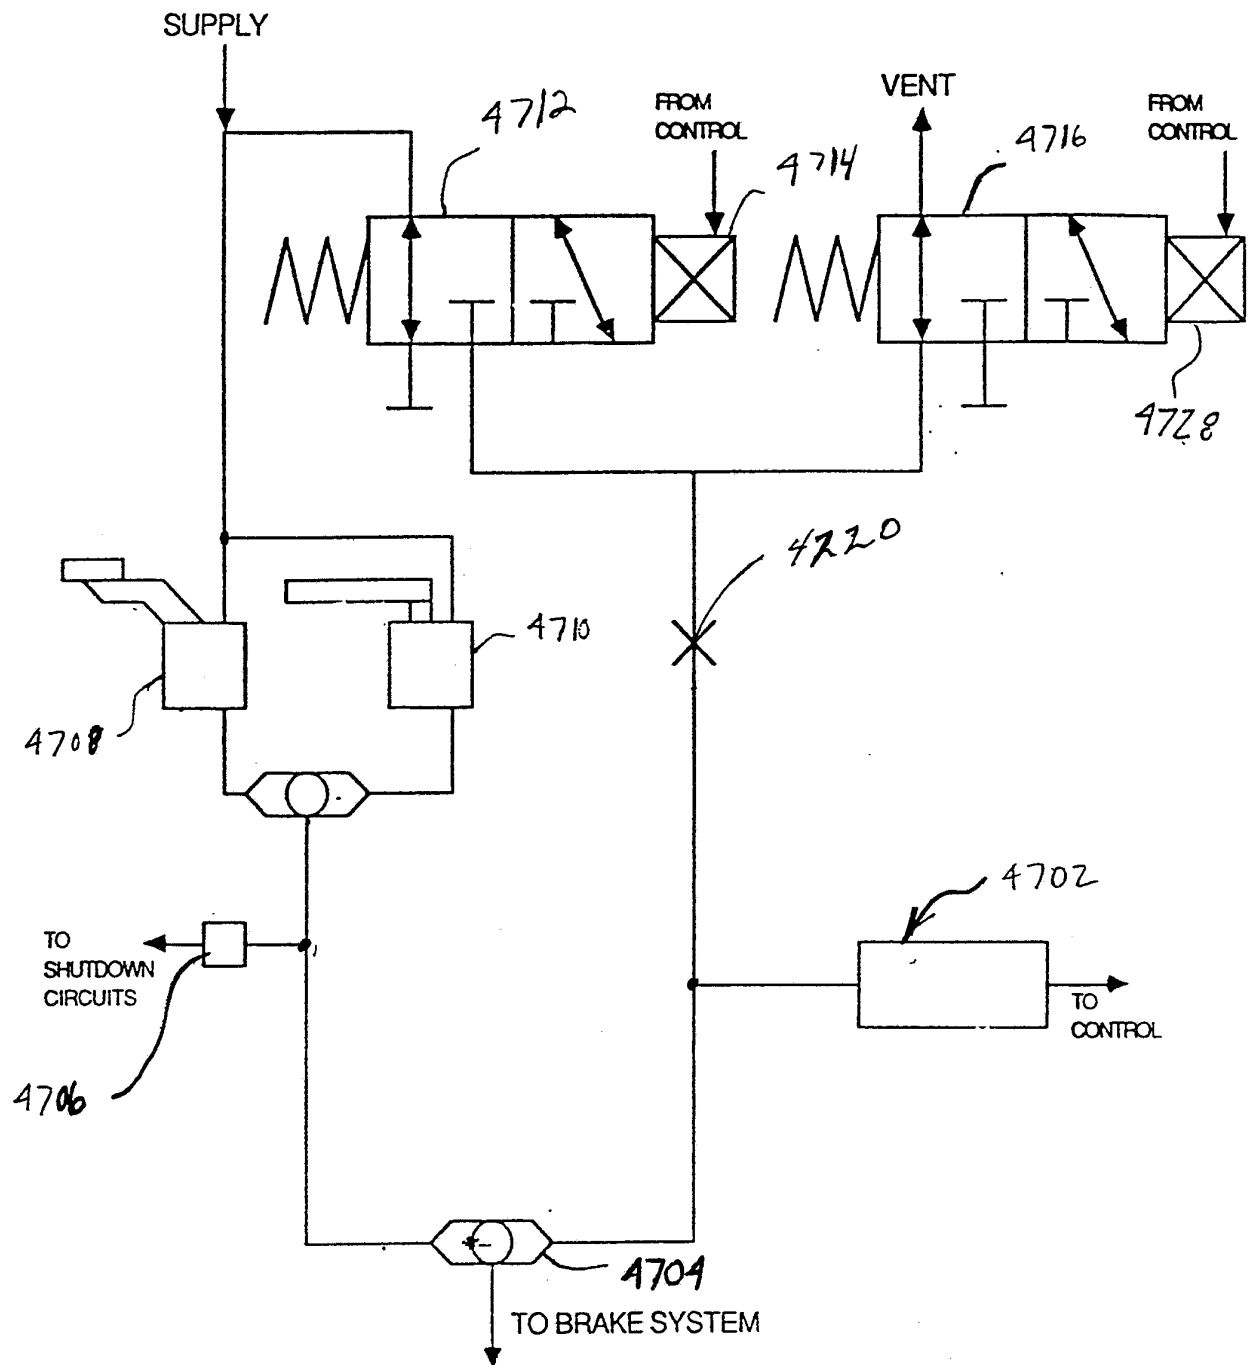 SUPPLY
4712
FROM
CONTROL
4714
VENT
4716
FROM
CONTROL
4728
4220
4710
4708
4702
TO
SHUTDOWN
CIRCUITS
TO
CONTROL
4706
4704
TO BRAKE SYSTEM